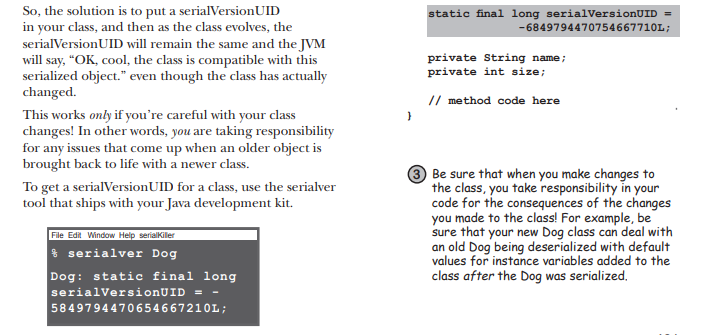 So, the solution is to put a serialVersionUID
in your class, and then as the class evolves, the
serialVersionUID will remain the same and the JVM
will say, “OK, cool, the class is compatible with this
serialized object.” even though the class has actually
changed.
This works only if you’re careful with your class
changes! In other words, you are taking responsibility
for any issues that come up when an older object is
brought back to life with a newer class.
To get a serialVersionUID for a class, use the serialver
tool that ships with your Java development kit.
File Edit Window Help serialKiller
% serialver Dog
Dog: static final long
serialVersionUID = -
5849794470654667210L;
static final long serialVersionUID =
-6849794470754667710L;
private String name;
private int size;
// method code here
}
3 Be sure that when you make changes to
the class, you take responsibility in your
code for the consequences of the changes
you made to the class! For example, be
sure that your new Dog class can deal with
an old Dog being deserialized with default
values for instance variables added to the
class after the Dog was serialized.